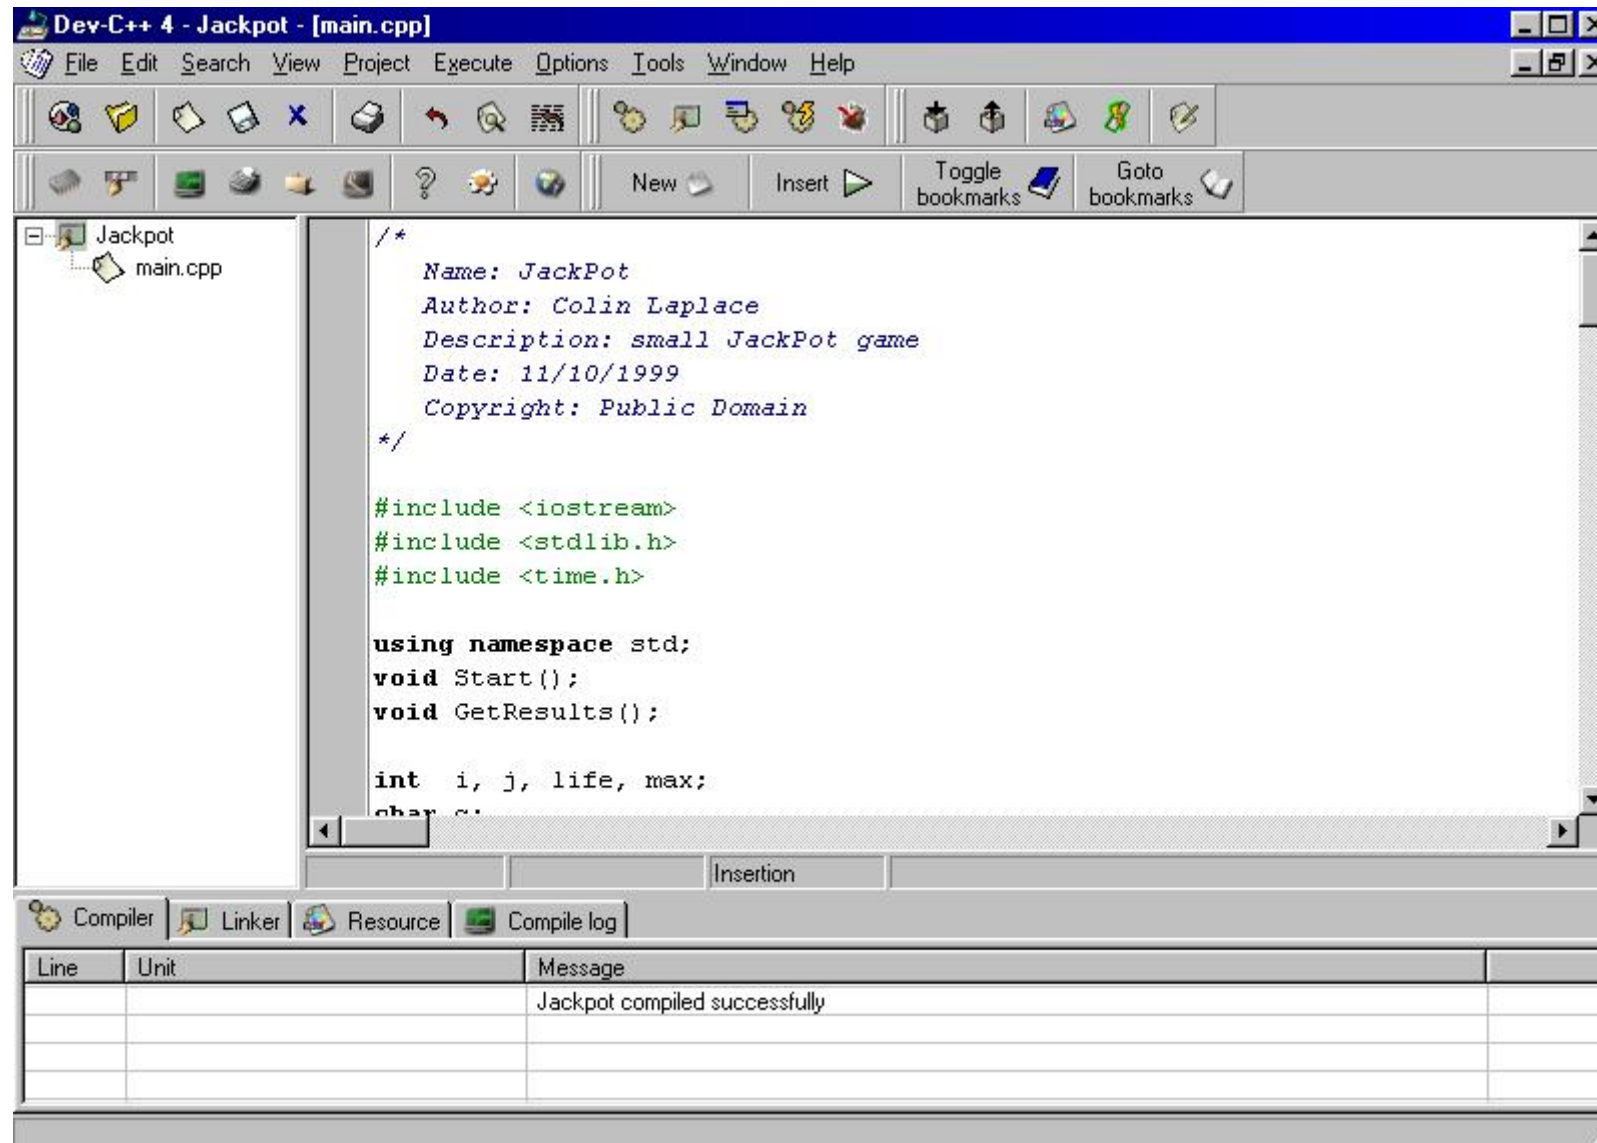 Dev-C++ 4 - Jackpot - [main.cpp]
File Edit Search View Project Execute Options Tools Window Help
New Insert Toggle bookmarks Goto bookmarks
Jackpot
main.cpp
/*
Name: JackPot
Author: Colin Laplace
Description: small JackPot game
Date: 11/10/1999
Copyright: Public Domain
*/
#include <iostream>
#include <stdlib.h>
#include <time.h>
using namespace std;
void Start();
void GetResults();
int i, j, life, max;
char c;
Insertion
Compiler Linker Resource Compile log
Line Unit Message
Jackpot compiled successfully